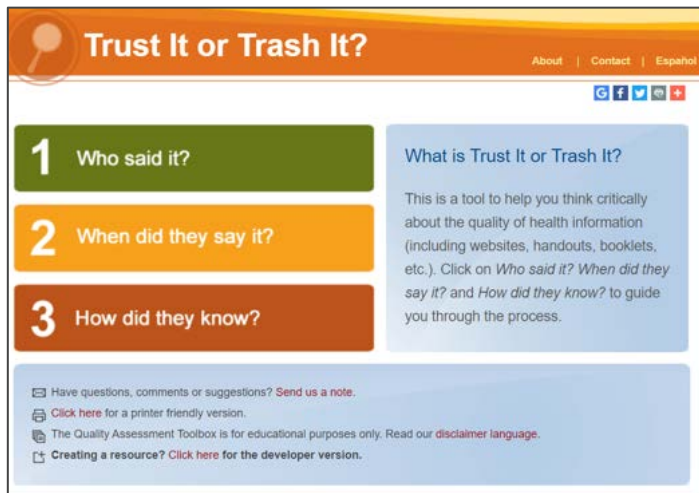 Trust It or Trash It?
About | Contact | Español
1 Who said it?
2 When did they say it?
3 How did they know?
What is Trust It or Trash It?
This is a tool to help you think critically
about the quality of health information
(including websites, handouts, booklets,
etc.). Click on Who said it? When did they
say it? and How did they know? to guide
you through the process.
Have questions, comments or suggestions? Send us a note.
Click here for a printer friendly version.
The Quality Assessment Toolbox is for educational purposes only. Read our disclaimer language.
Creating a resource? Click here for the developer version.